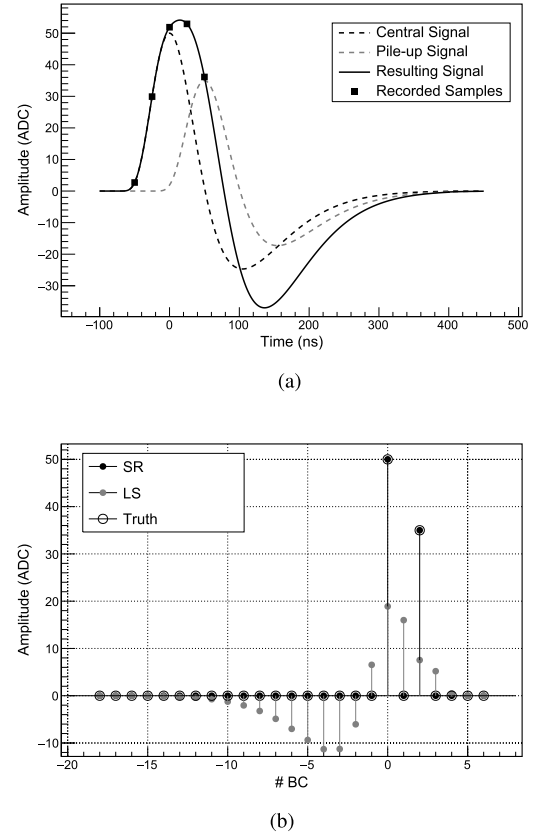 Amplitude (ADC)
50
40
30
20
10
0
−10
−20
−30
Central Signal
Pile-up Signal
Resulting Signal
Recorded Samples
−100 0 100 200 300 400 500
Time (ns)
(a)
Amplitude (ADC)
50
40
30
20
10
0
−10
SR
LS
Truth
−20 −15 −10 −5 0 5
# BC
(b)